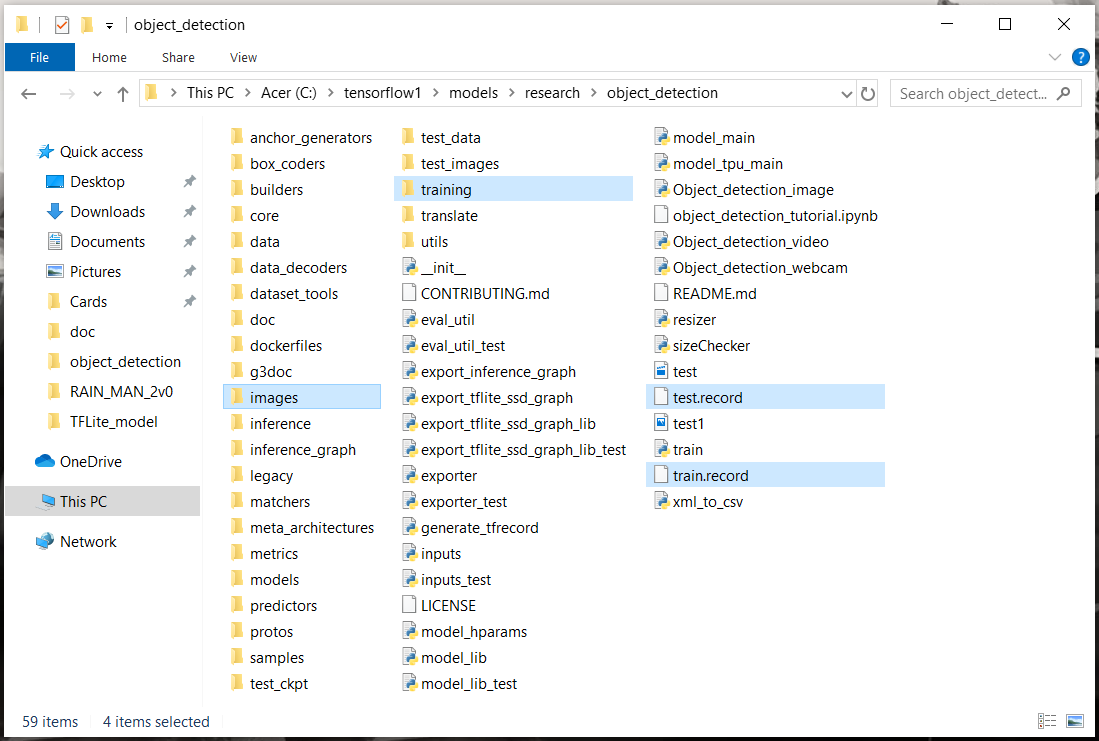 object_detection
File Home Share View
This PC Acer (C:) tensorflow1 models research object_detection
Search object_detect...
Quick access
Desktop
Downloads
Documents
Pictures
Cards
doc
object_detection
RAIN_MAN_2v0
TFLite_model
OneDrive
This PC
Network
anchor_generators
box_coders
builders
core
data
data_decoders
dataset_tools
doc
dockerfiles
g3doc
images
inference
inference_graph
legacy
matchers
meta_architectures
metrics
models
predictors
protos
samples
test_ckpt
test_data
test_images
training
translate
utils
__init__
CONTRIBUTING.md
eval_util
eval_util_test
export_inference_graph
export_tflite_ssd_graph
export_tflite_ssd_graph_lib
export_tflite_ssd_graph_lib_test
exporter
exporter_test
generate_tfrecord
inputs
inputs_test
LICENSE
model_hparams
model_lib
model_lib_test
model_main
model_tpu_main
Object_detection_image
object_detection_tutorial.ipynb
Object_detection_video
Object_detection_webcam
README.md
resizer
sizeChecker
test
test.record
test1
train
train.record
xml_to_csv
59 items 4 items selected